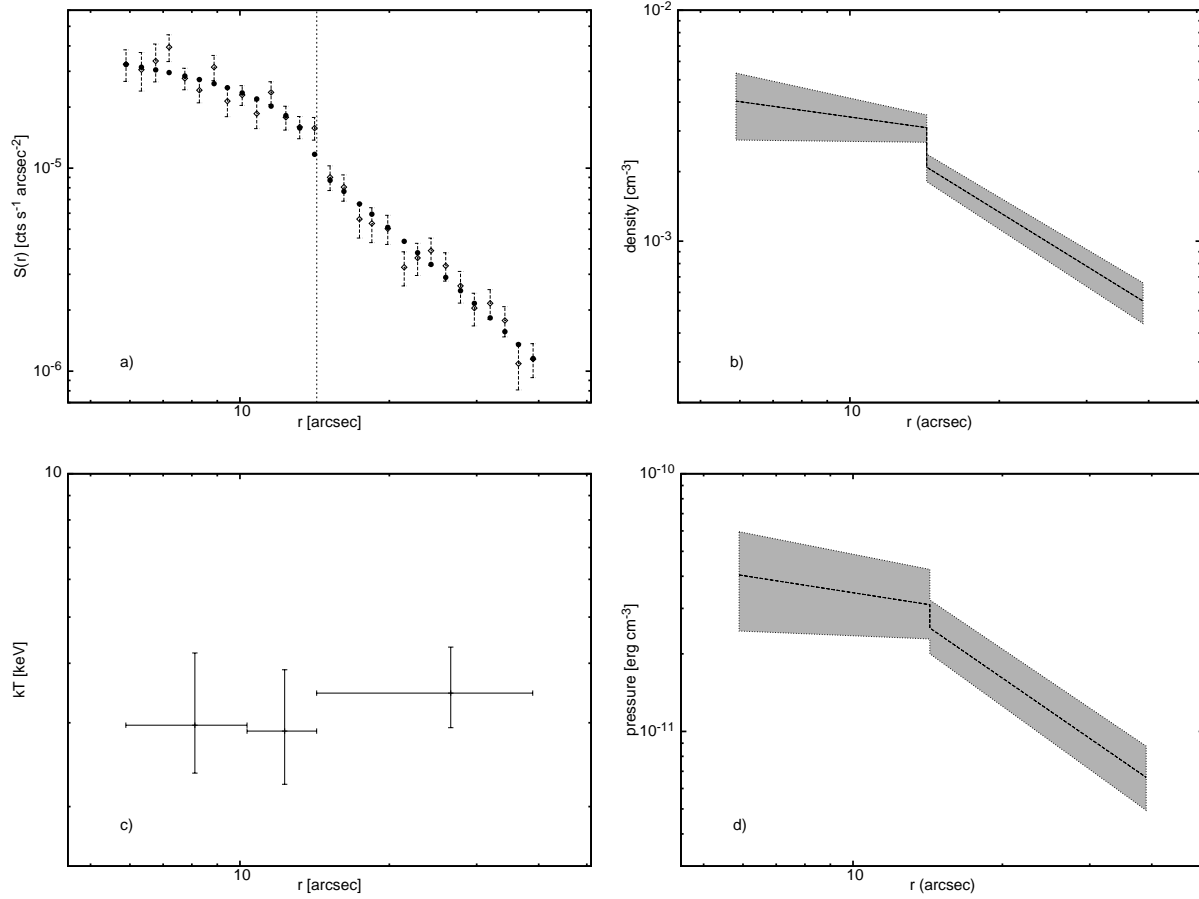 10-5
10-6
10
S(r) [cts s-1 arcsec-2]
r [arcsec]
a)
10-2
10-3
10
density [cm-3]
r (acrsec)
b)
10
10
kT [keV]
r [arcsec]
c)
10-10
10-11
10
pressure [erg cm-3]
r (arcsec)
d)